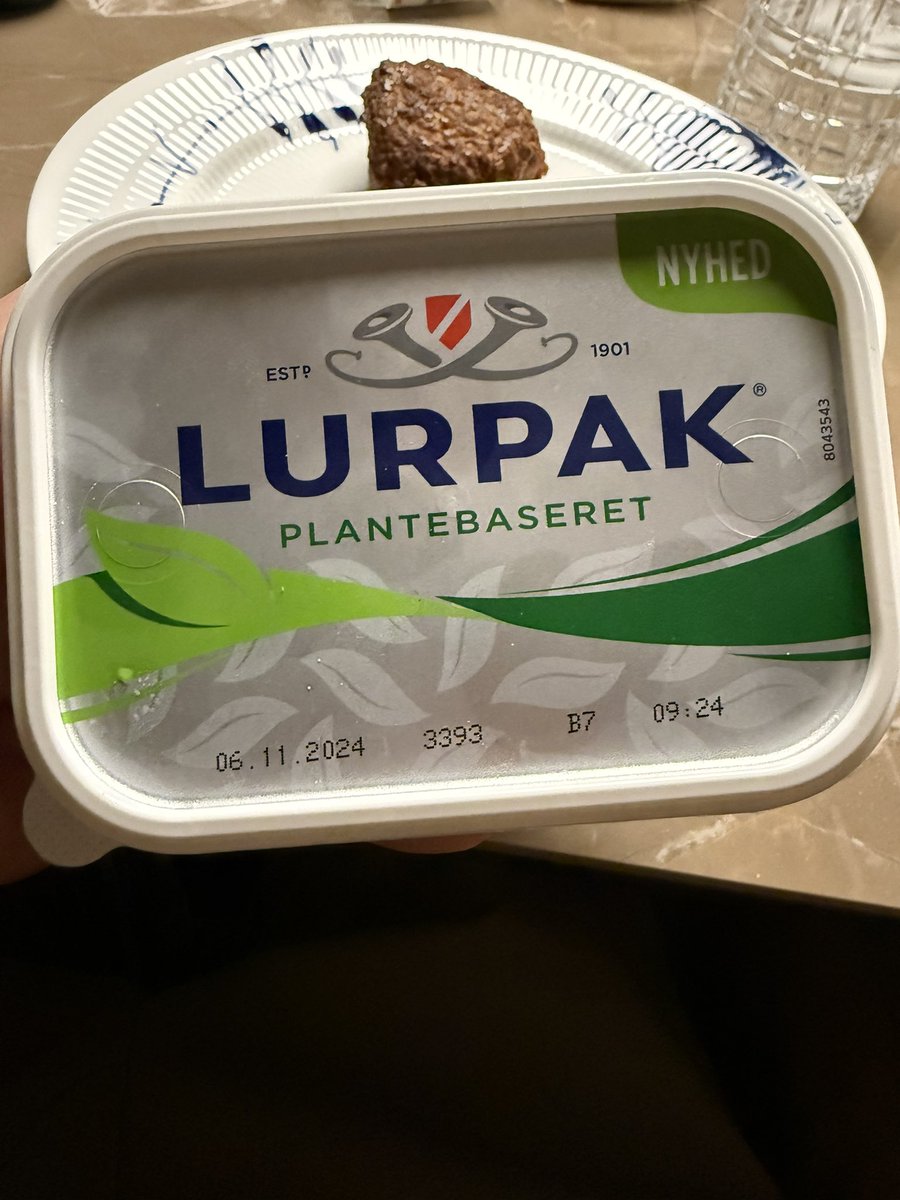 NYHED
ESTD 1901
LURPAK®
8043543
PLANTEBASERET
06.11.2024 3393 B7 09:24